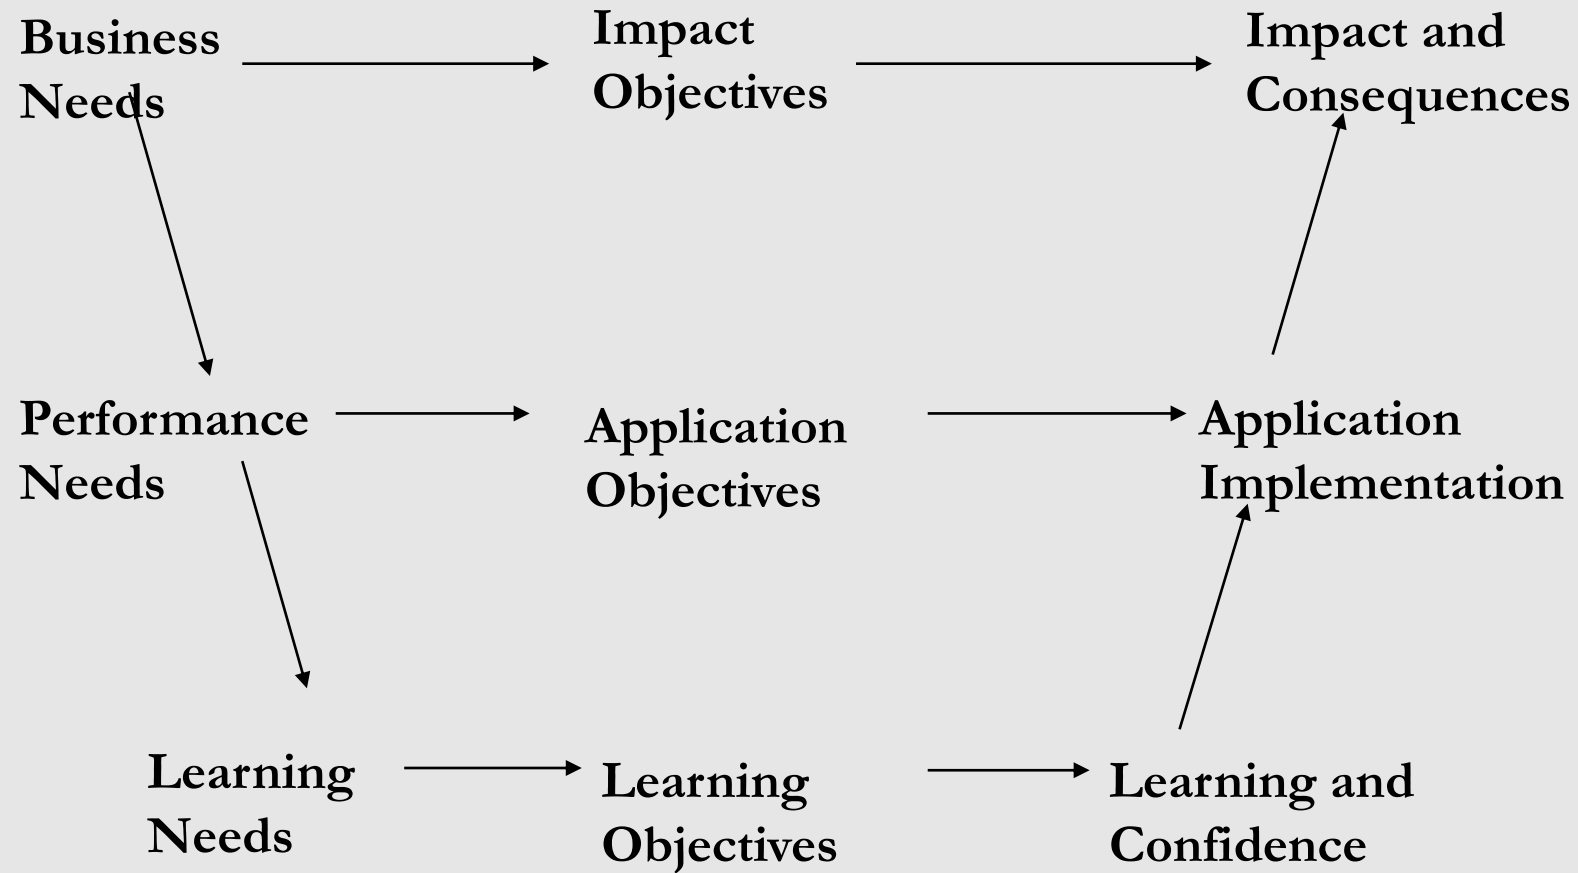 Business
Needs
Impact
Objectives
Impact and
Consequences
Performance
Needs
Application
Objectives
Application
Implementation
Learning
Needs
Learning
Objectives
Learning and
Confidence